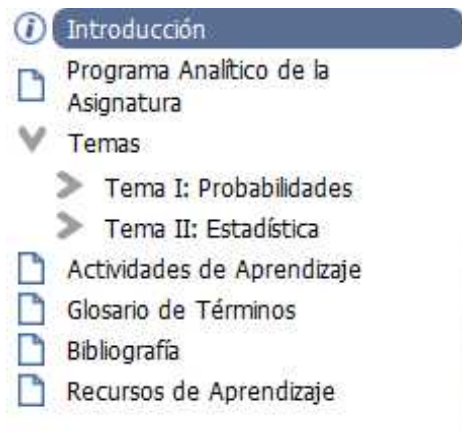 Introducción
Programa Analítico de la
Asignatura
Temas
Tema I: Probabilidades
Tema II: Estadística
Actividades de Aprendizaje
Glosario de Términos
Bibliografía
Recursos de Aprendizaje